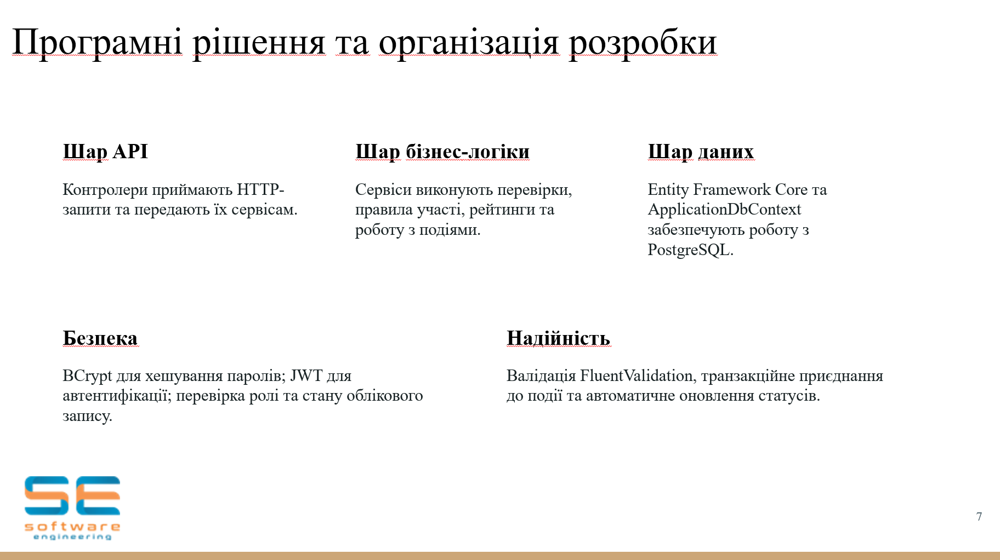 Програмні рішення та організація розробки
Шар API
Контролери приймають HTTP-
запити та передають їх сервісам.
Шар бізнес-логіки
Сервіси виконують перевірки,
правила участі, рейтинги та
роботу з подіями.
Шар даних
Entity Framework Core та
ApplicationDbContext
забезпечують роботу з
PostgreSQL.
Безпека
BCrypt для хешування паролів; JWT для
автентифікації; перевірка ролі та стану облікового
запису.
Надійність
Валідація FluentValidation, транзакційне приєднання
до події та автоматичне оновлення статусів.
SE
software
engineering
7